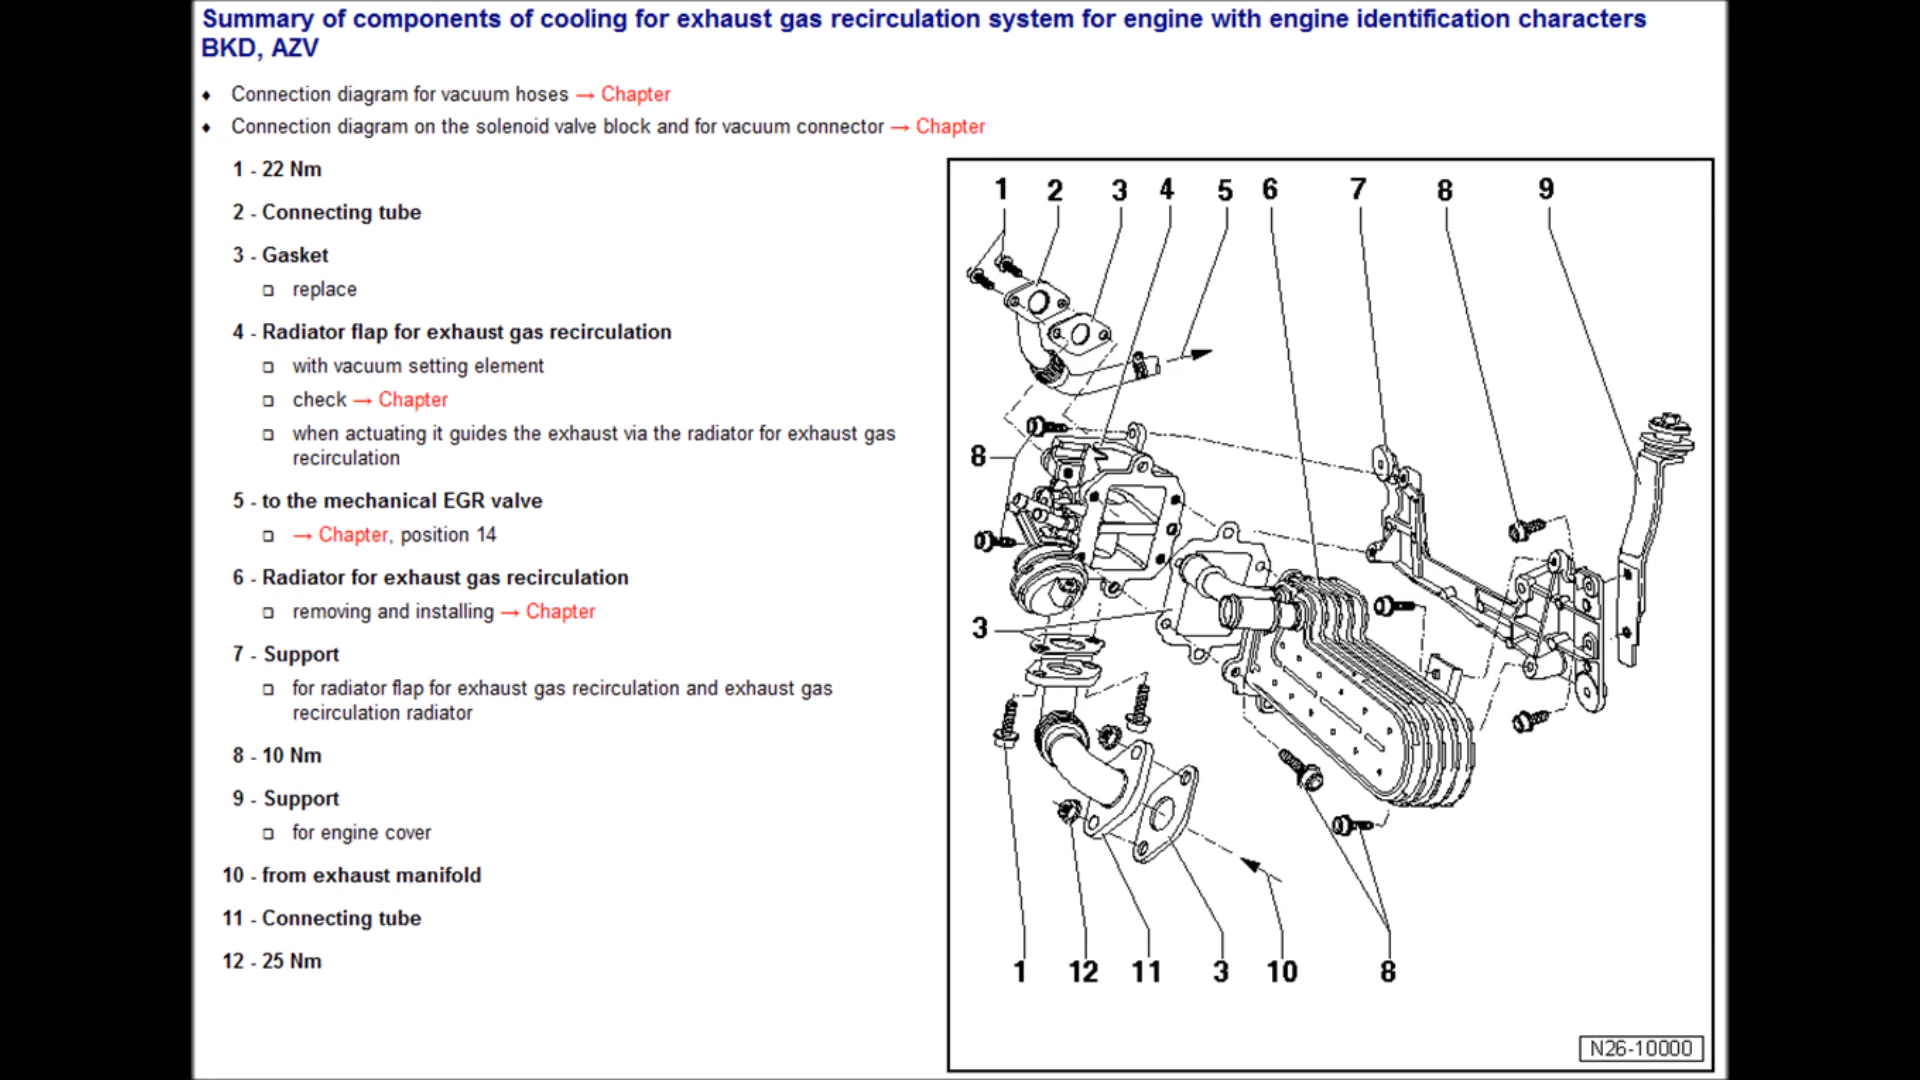 Summary of components of cooling for exhaust gas recirculation system for engine with engine identification characters
BKD, AZV
♦ Connection diagram for vacuum hoses → Chapter
♦ Connection diagram on the solenoid valve block and for vacuum connector → Chapter
1 - 22 Nm
2 - Connecting tube
3 - Gasket
❑ replace
4 - Radiator flap for exhaust gas recirculation
❑ with vacuum setting element
❑ check → Chapter
❑ when actuating it guides the exhaust via the radiator for exhaust gas
recirculation
5 - to the mechanical EGR valve
❑ → Chapter, position 14
6 - Radiator for exhaust gas recirculation
❑ removing and installing → Chapter
7 - Support
❑ for radiator flap for exhaust gas recirculation and exhaust gas
recirculation radiator
8 - 10 Nm
9 - Support
❑ for engine cover
10 - from exhaust manifold
11 - Connecting tube
12 - 25 Nm
1 2 3 4 5 6 7 8 9
8
3
1 12 11 3 10 8
N26-10000